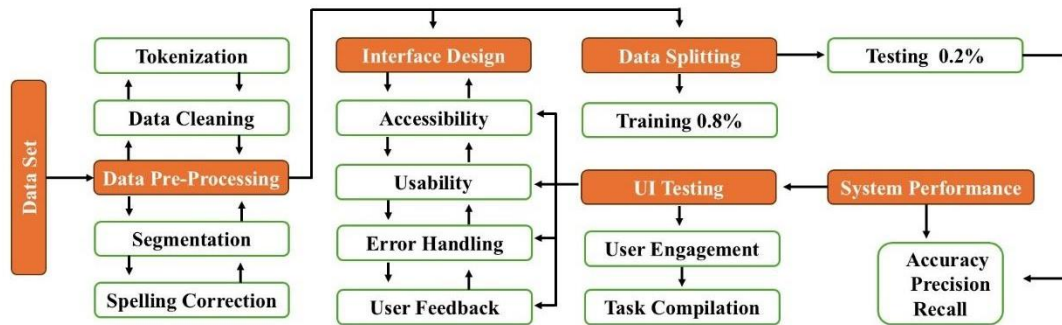 Data Set
Tokenization
Data Cleaning
Data Pre-Processing
Segmentation
Spelling Correction
Interface Design
Accessibility
Usability
Error Handling
User Feedback
Data Splitting
Training 0.8%
Testing 0.2%
UI Testing
User Engagement
Task Compilation
System Performance
Accuracy
Precision
Recall